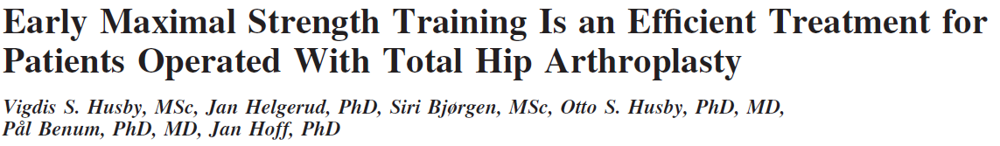 Early Maximal Strength Training Is an Efficient Treatment for
Patients Operated With Total Hip Arthroplasty
Vigdis S. Husby, MSc, Jan Helgerud, PhD, Siri Bjørgen, MSc, Otto S. Husby, PhD, MD,
Pål Benum, PhD, MD, Jan Hoff, PhD